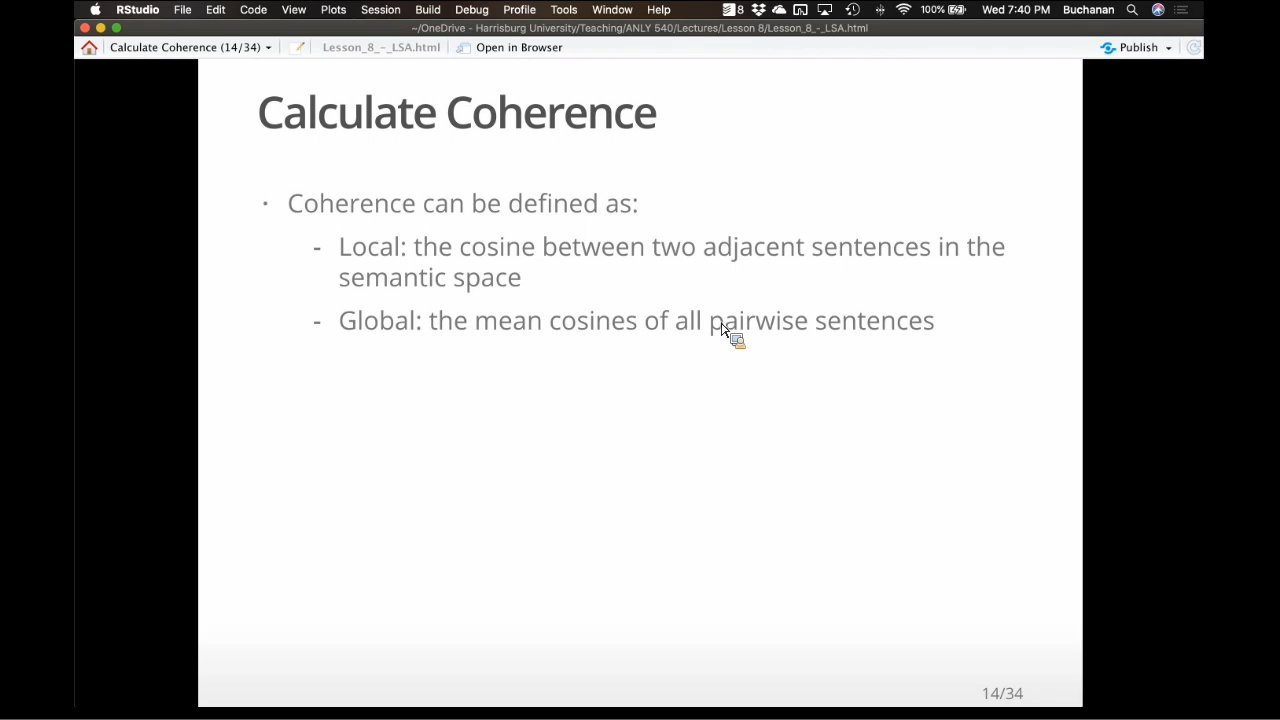 RStudio File Edit Code View Plots Session Build Debug Profile Tools Window Help 8 100% Wed 7:40 PM Buchanan
~/OneDrive - Harrisburg University/Teaching/ANLY 540/Lectures/Lesson 8/Lesson_8_-_LSA.html
Calculate Coherence (14/34) Lesson_8_-_LSA.html Open in Browser Publish
Calculate Coherence
• Coherence can be defined as:
- Local: the cosine between two adjacent sentences in the
semantic space
- Global: the mean cosines of all pairwise sentences
14/34